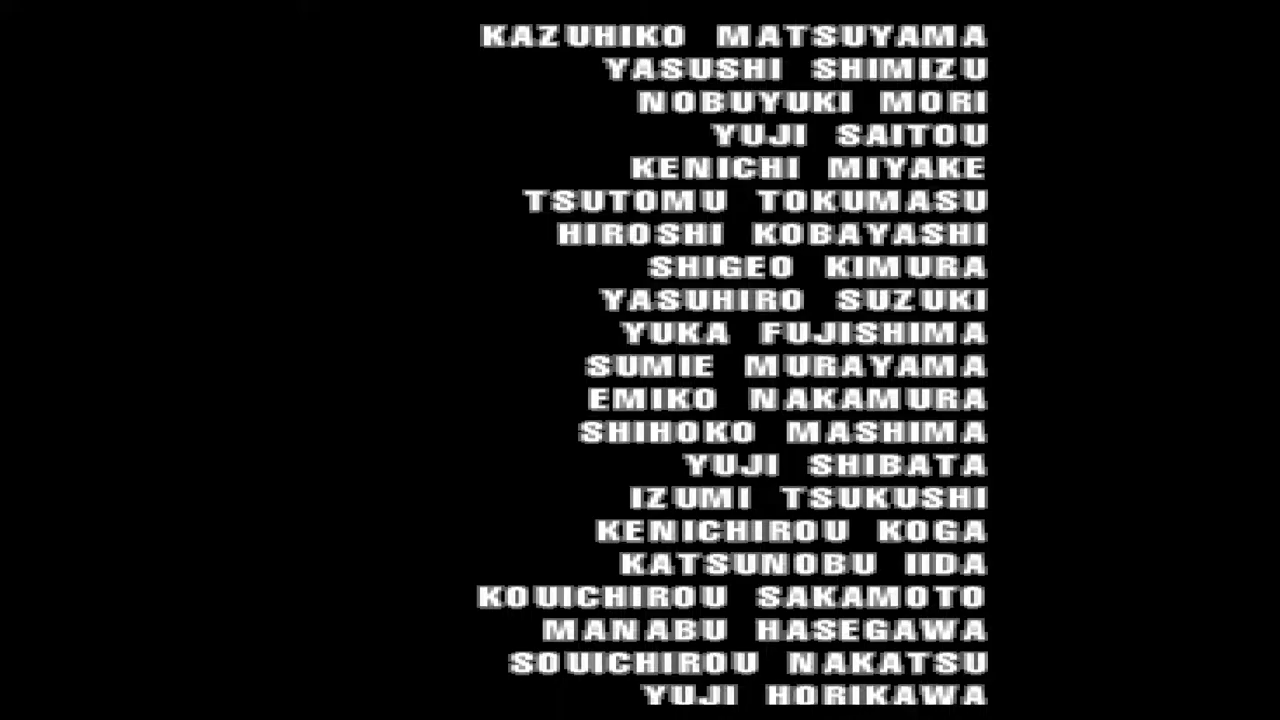 KAZUHIKO MATSUYAMA
YASUSHI SHIMIZU
NOBUYUKI MORI
YUJI SAITOU
KENICHI MIYAKE
TSUTOMU TOKUMASU
HIROSHI KOBAYASHI
SHIGEO KIMURA
YASUHIRO SUZUKI
YUKA FUJISHIMA
SUMIE MURAYAMA
EMIKO NAKAMURA
SHIHOKO MASHIMA
YUJI SHIBATA
IZUMI TSUKUSHI
KENICHIROU KOGA
KATSUNOBU IIDA
KOUICHIROU SAKAMOTO
MANABU HASEGAWA
SOUICHIROU NAKATSU
YUJI HORIKAWA